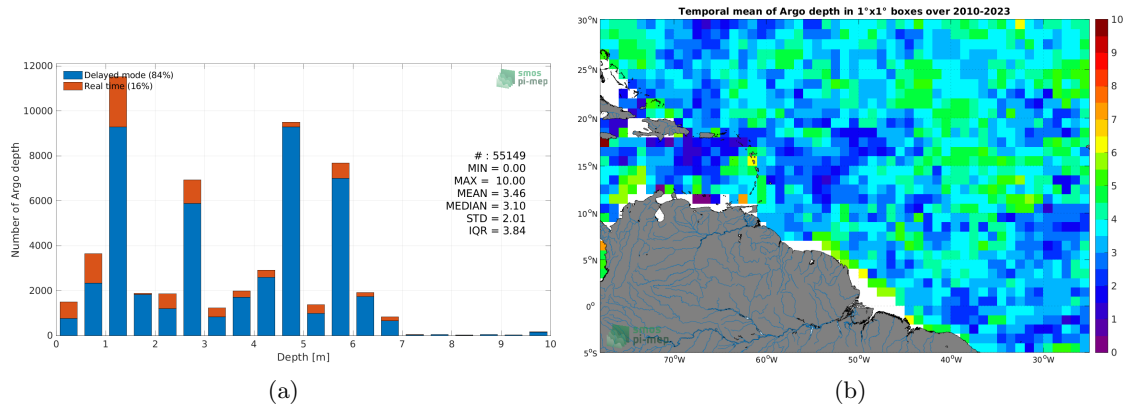 Delayed mode (84%)
Real time (16%)
smos
pi-mep
# : 55149
MIN = 0.00
MAX = 10.00
MEAN = 3.46
MEDIAN = 3.10
STD = 2.01
IQR = 3.84
Number of Argo depth
12000
10000
8000
6000
4000
2000
0
0 1 2 3 4 5 6 7 8 9 10
Depth [m]
(a)
Temporal mean of Argo depth in 1°x1° boxes over 2010-2023
30°N
25°N
20°N
15°N
10°N
5°N
0°
5°S
70°W 60°W 50°W 40°W 30°W
smos
pi-mep
10
9
8
7
6
5
4
3
2
1
0
(b)